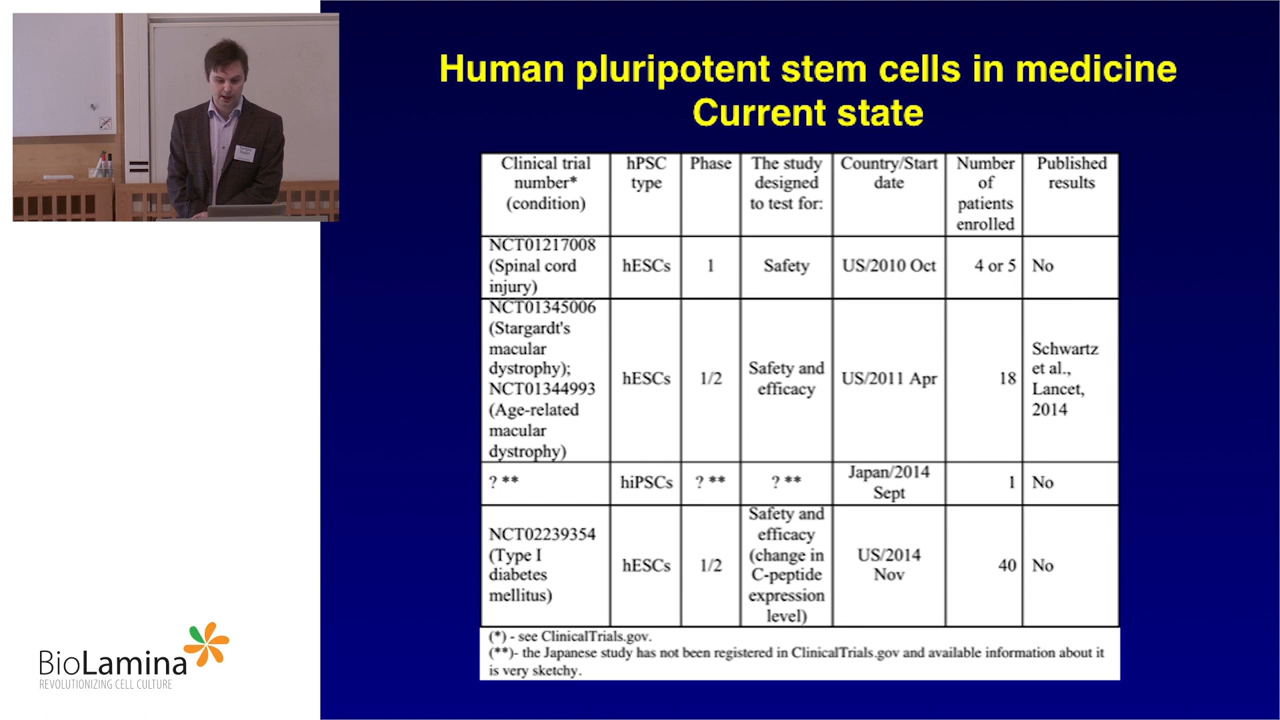 Human pluripotent stem cells in medicine
Current state
Clinical trial number* (condition)
hPSC type
Phase
The study designed to test for:
Country/Start date
Number of patients enrolled
Published results
NCT01217008 (Spinal cord injury)
hESCs
1
Safety
US/2010 Oct
4 or 5
No
NCT01345006 (Stargardt's macular dystrophy); NCT01344993 (Age-related macular dystrophy)
hESCs
1/2
Safety and efficacy
US/2011 Apr
18
Schwartz et al., Lancet, 2014
? **
hiPSCs
? **
? **
Japan/2014 Sept
1
No
NCT02239354 (Type I diabetes mellitus)
hESCs
1/2
Safety and efficacy (change in C-peptide expression level)
US/2014 Nov
40
No
(*) - see ClinicalTrials.gov.
(**)- the Japanese study has not been registered in ClinicalTrials.gov and available information about it
is very sketchy.
BioLamina
REVOLUTIONIZING CELL CULTURE